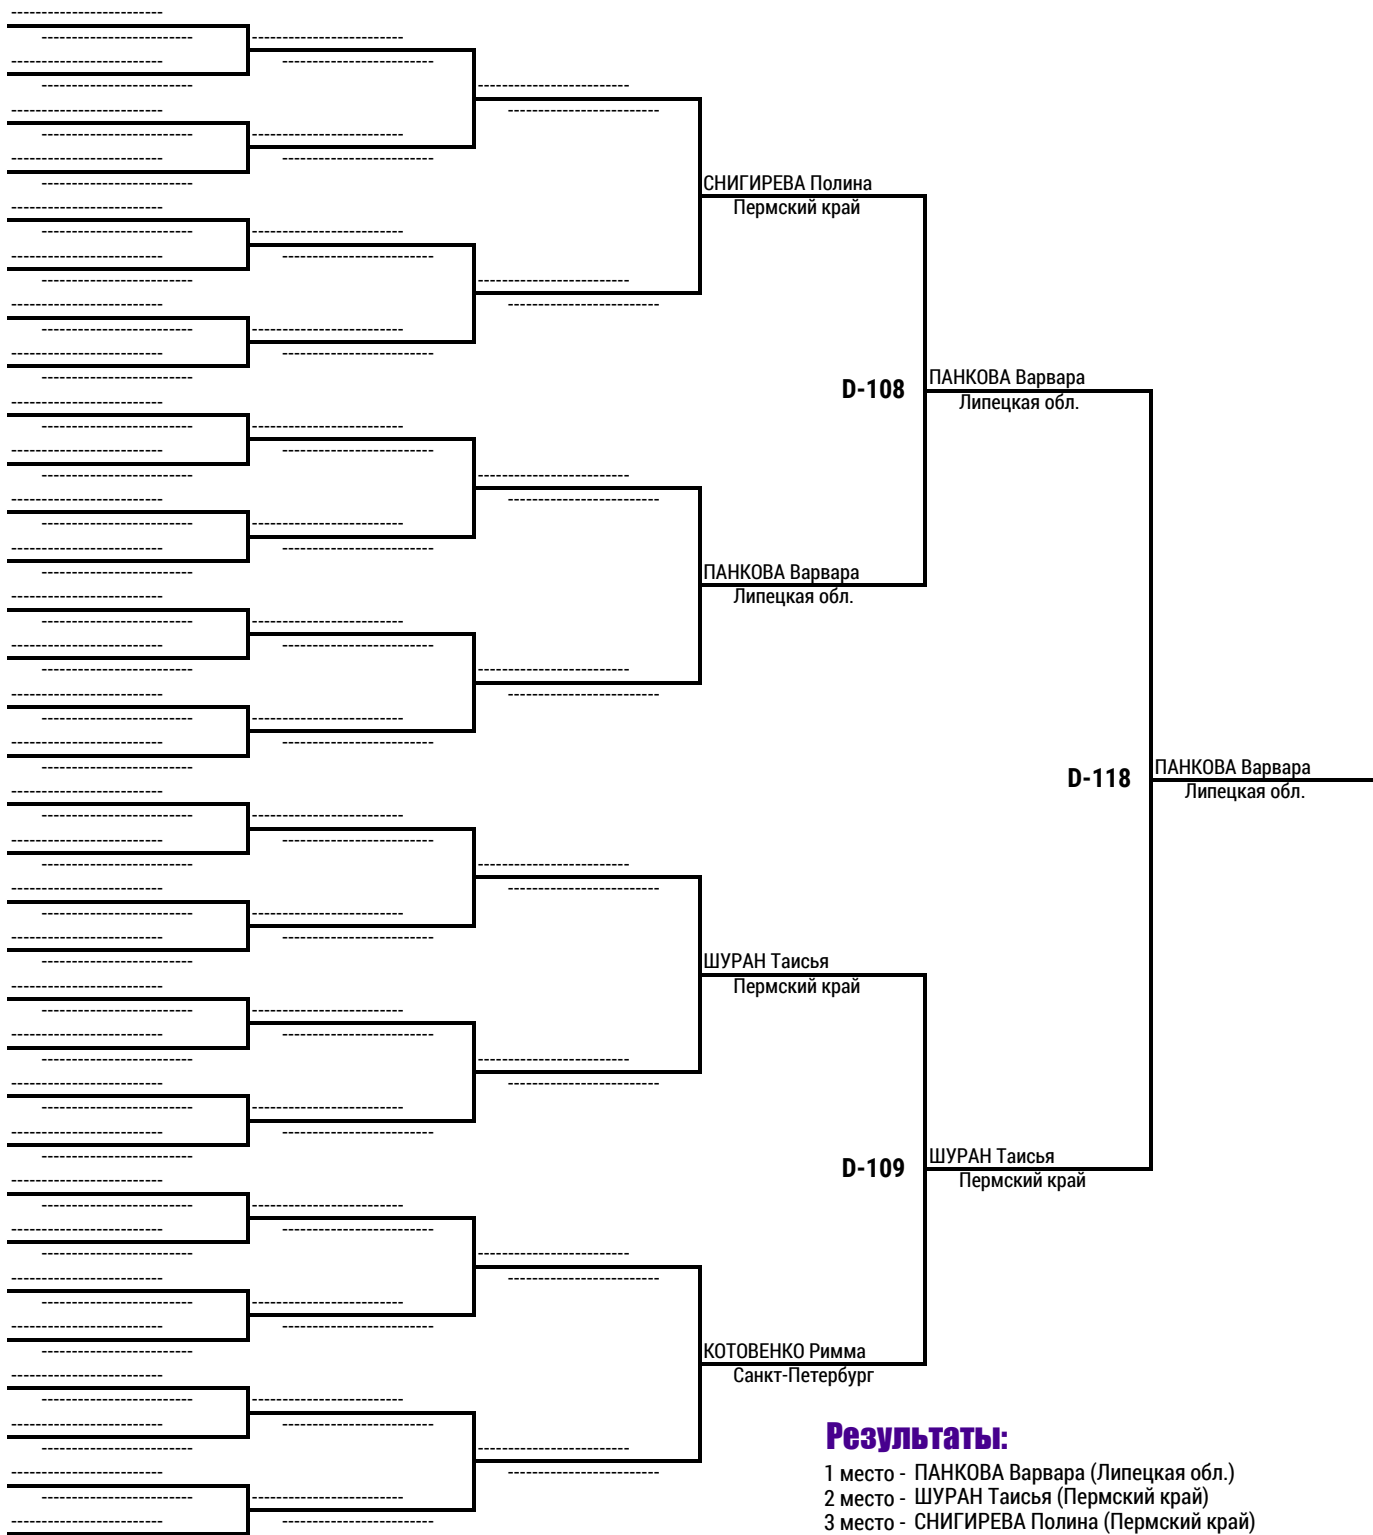 СНИГИРЕВА Полина
Пермский край
D-108
ПАНКОВА Варвара
Липецкая обл.
ПАНКОВА Варвара
Липецкая обл.
D-118
ПАНКОВА Варвара
Липецкая обл.
ШУРАН Таисья
Пермский край
D-109
ШУРАН Таисья
Пермский край
КОТОВЕНКО Римма
Санкт-Петербург
Результаты:
1 место - ПАНКОВА Варвара (Липецкая обл.)
2 место - ШУРАН Таисья (Пермский край)
3 место - СНИГИРЕВА Полина (Пермский край)